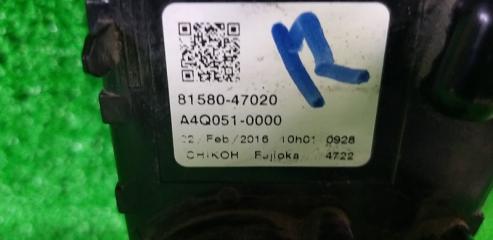 81580-47020
A4Q051-0000
22/Feb/2016 10h01 0928
CHIKOH Fujioka 4722
R